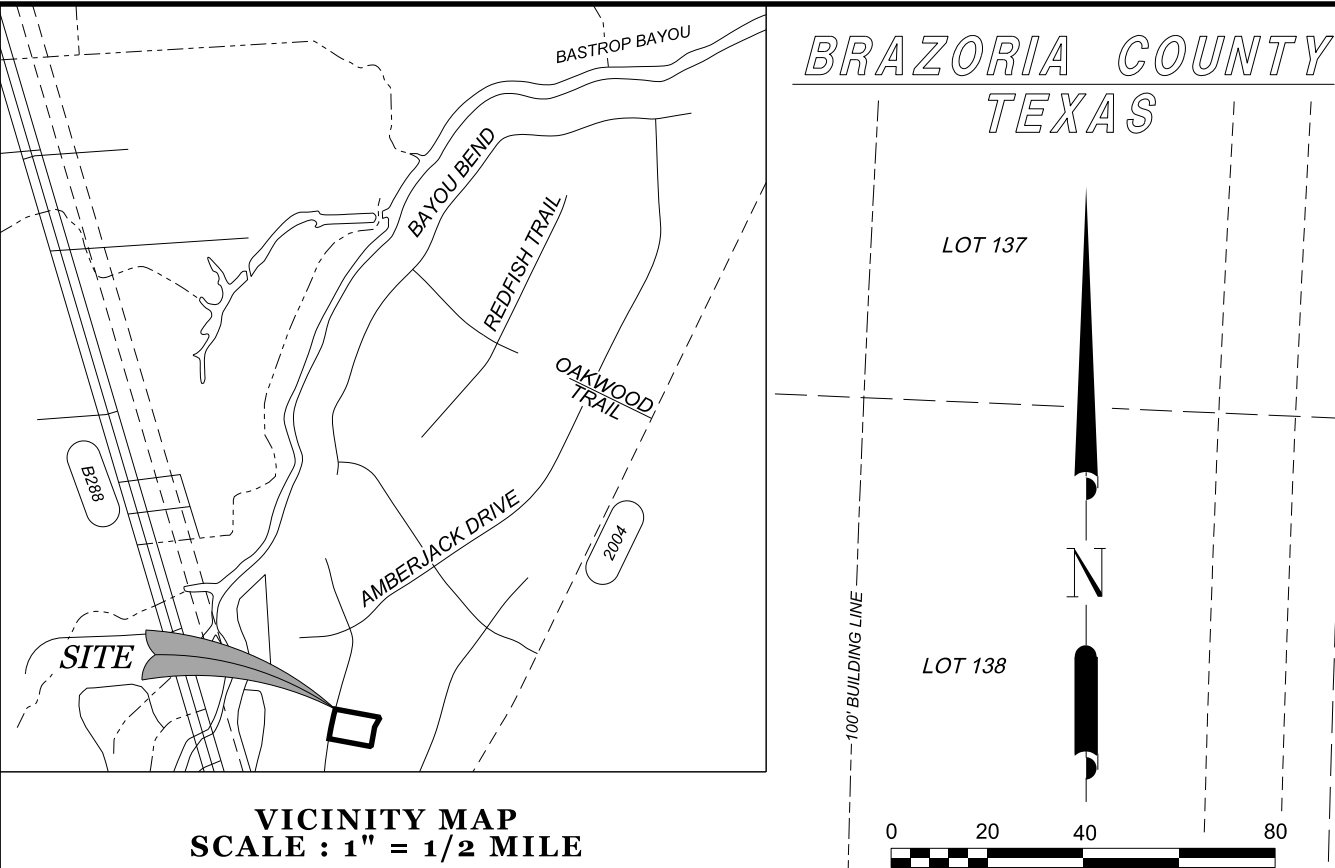 BASTROP BAYOU
BAYOU BEND
REDFISH TRAIL
OAKWOOD
TRAIL
B288
AMBERJACK DRIVE
2004
SITE
VICINITY MAP
SCALE : 1" = 1/2 MILE
BRAZORIA COUNTY
TEXAS
LOT 137
N
100' BUILDING LINE
LOT 138
0 20 40 80